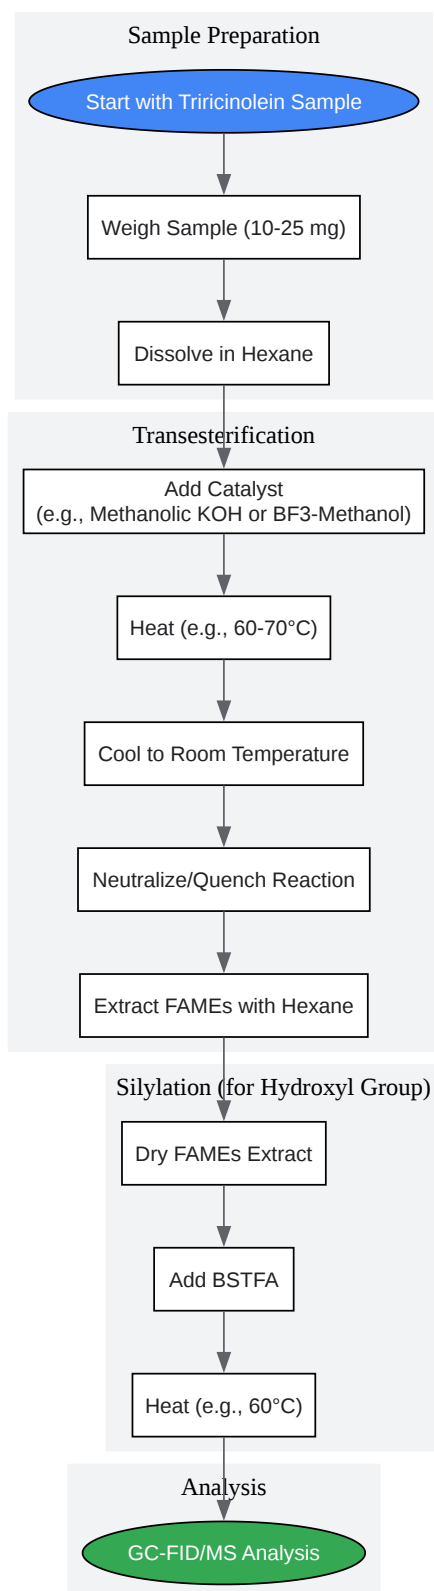 Sample Preparation
Start with Triricinolein Sample
Weigh Sample (10-25 mg)
Dissolve in Hexane
Transesterification
Add Catalyst
(e.g., Methanolic KOH or BF3-Methanol)
Heat (e.g., 60-70°C)
Cool to Room Temperature
Neutralize/Quench Reaction
Extract FAMEs with Hexane
Silylation (for Hydroxyl Group)
Dry FAMEs Extract
Add BSTFA
Heat (e.g., 60°C)
Analysis
GC-FID/MS Analysis